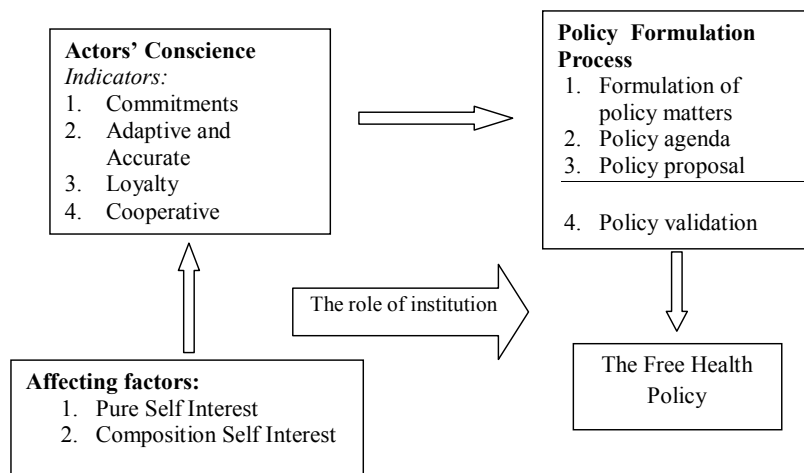 Actors' Conscience
Indicators:
1. Commitments
2. Adaptive and
Accurate
3. Loyalty
4. Cooperative
Policy Formulation
Process
1. Formulation of
policy matters
2. Policy agenda
3. Policy proposal
4. Policy validation
The role of institution
Affecting factors:
1. Pure Self Interest
2. Composition Self Interest
The Free Health
Policy